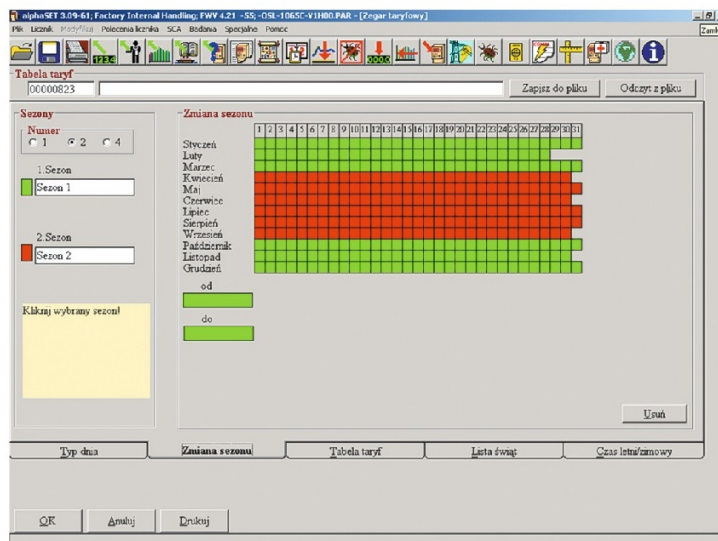 alphaSET 3.09-61; Factory Internal Handling; FWY 4.21 -S5; -OSL-1065C-V1H00.PAR - [Zegar taryfowy]
Plik Licznik Modyfikuj Polecenia licznika SCA Badania Specjalne Pomoc
Tabela taryf
00000823
Zapisz do pliku Odczyt z pliku
Sezony
Numer
1 2 4
1.Sezon
Sezon 1
2.Sezon
Sezon 2
Kliknij wybrany sezon!
Zmiana sezonu
1 2 3 4 5 6 7 8 9 10 11 12 13 14 15 16 17 18 19 20 21 22 23 24 25 26 27 28 29 30 31
Styczeń
Luty
Marzec
Kwiecień
Maj
Czerwiec
Lipiec
Sierpień
Wrzesień
Październik
Listopad
Grudzień
od
do
Usuń
Typ dnia Zmiana sezonu Tabela taryf Lista świąt Czas letni/zimowy
OK Anuluj Drukuj